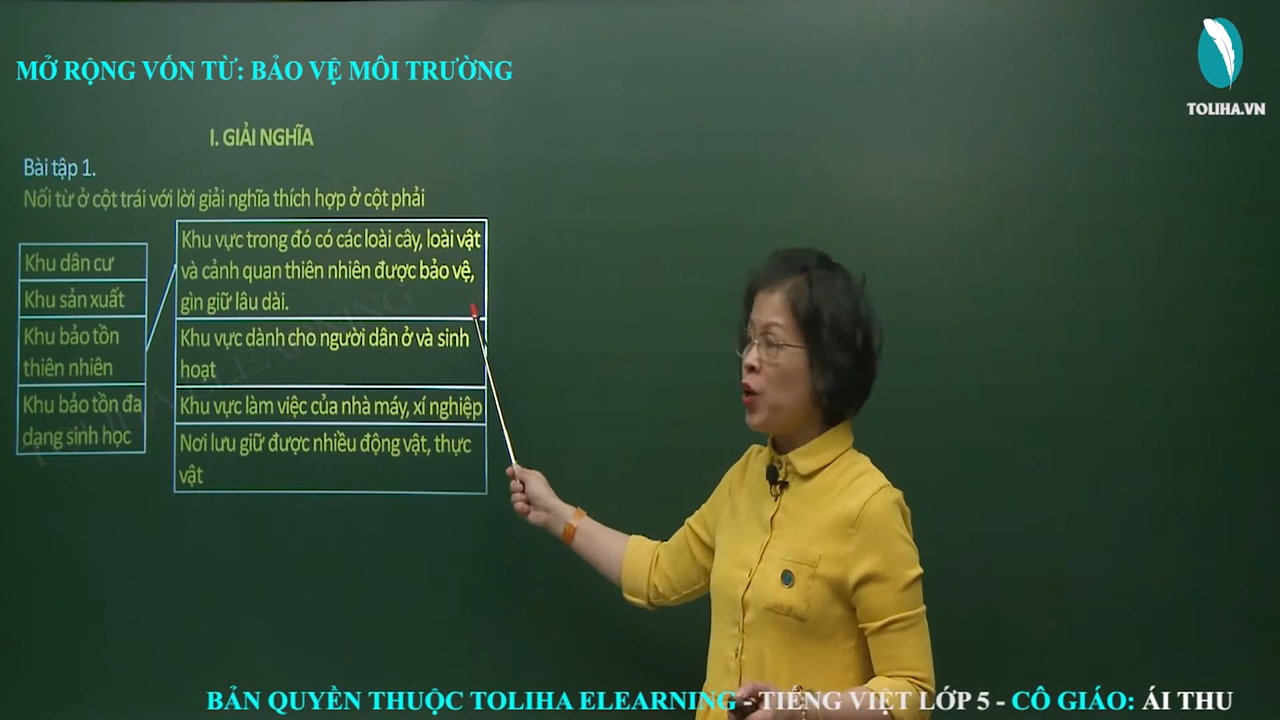 MỞ RỘNG VỐN TỪ: BẢO VỆ MÔI TRƯỜNG
TOLIHA.VN
I. GIẢI NGHĨA
Bài tập 1.
Nối từ ở cột trái với lời giải nghĩa thích hợp ở cột phải
Khu dân cư
Khu sản xuất
Khu bảo tồn
thiên nhiên
Khu bảo tồn đa
dạng sinh học
Khu vực trong đó có các loài cây, loài vật
và cảnh quan thiên nhiên được bảo vệ,
gìn giữ lâu dài.
Khu vực dành cho người dân ở và sinh
hoạt
Khu vực làm việc của nhà máy, xí nghiệp
Nơi lưu giữ được nhiều động vật, thực
vật
TOLIHA ELEARNING
BẢN QUYỀN THUỘC TOLIHA ELEARNING - TIẾNG VIỆT LỚP 5 - CÔ GIÁO: ÁI THU